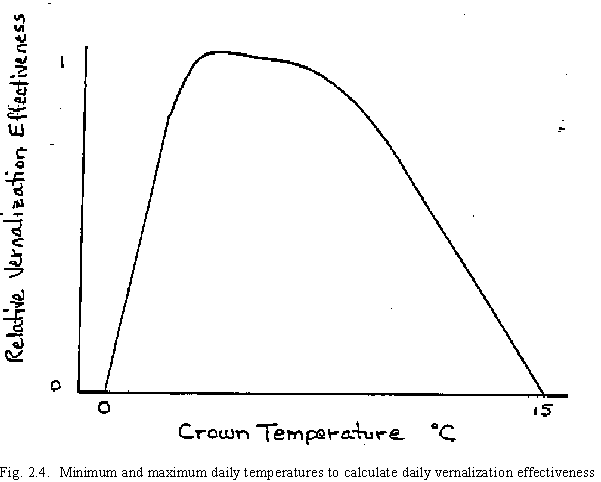 Relative Vernalization Effectiveness
1
0
0
15
Crown Temperature °C
Fig. 2.4. Minimum and maximum daily temperatures to calculate daily vernalization effectiveness